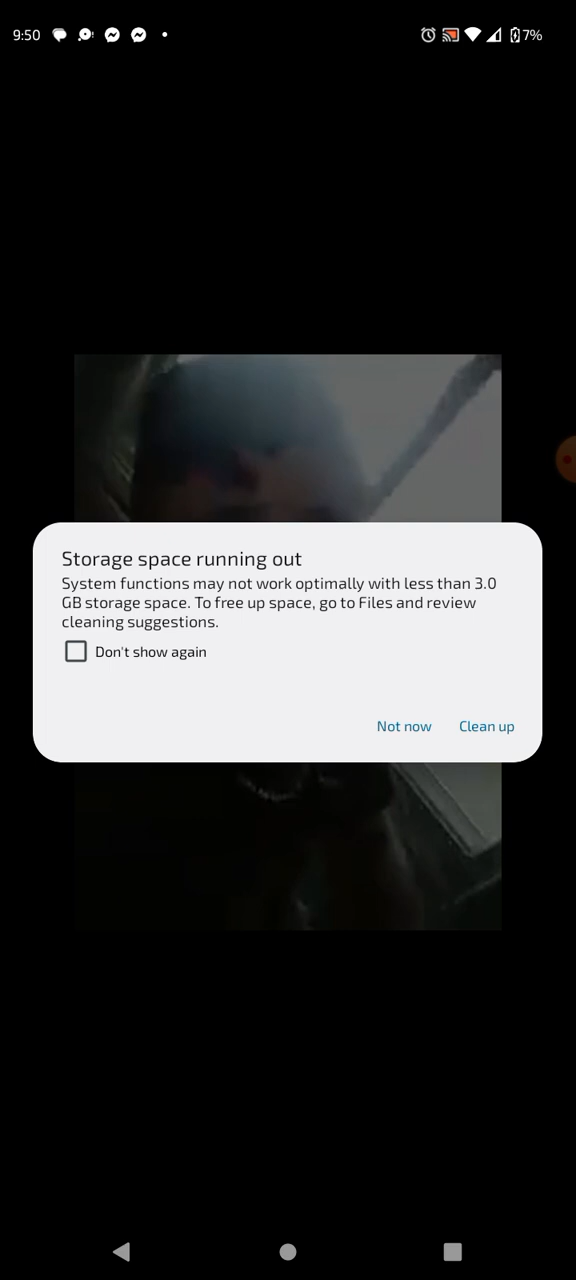 9:50
7%
Storage space running out
System functions may not work optimally with less than 3.0
GB storage space. To free up space, go to Files and review
cleaning suggestions.
Don't show again
Not now Clean up